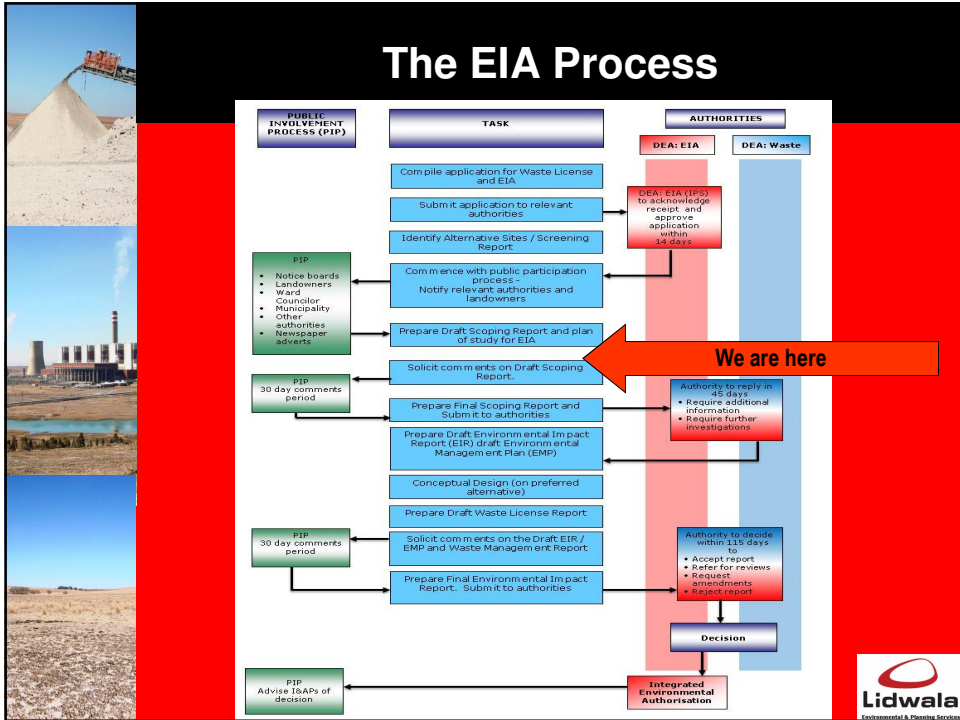 The EIA Process
PUBLIC
INVOLVEMENT
PROCESS (PIP)
TASK
AUTHORITIES
DEA: EIA
DEA: Waste
Compile application for Waste License
and EIA
Submit application to relevant
authorities
DEA: EIA (IPS)
to acknowledge
receipt and
approve
application
within
14 days
Identify Alternative Sites / Screening
Report
PIP
• Notice boards
• Landowners
• Ward
Councilor
• Municipality
• Other
authorities
• Newspaper
adverts
Commence with public participation
process -
Notify relevant authorities and
landowners
Prepare Draft Scoping Report and plan
of study for EIA
We are here
Solicit comments on Draft Scoping
Report.
PIP
30 day comments
period
Authority to reply in
45 days
• Require additional
information
• Require further
investigations
Prepare Final Scoping Report and
Submit to authorities
Prepare Draft Environmental Impact
Report (EIR) draft Environmental
Management Plan (EMP)
Conceptual Design (on preferred
alternative)
Prepare Draft Waste License Report
PIP
30 day comments
period
Solicit comments on the Draft EIR /
EMP and Waste Management Report
Authority to decide
within 115 days
to
• Accept report
• Refer for reviews
• Request
amendments
• Reject report
Prepare Final Environmental Impact
Report. Submit to authorities
Decision
PIP
Advise I&APs of
decision
Integrated
Environmental
Authorisation
Lidwala
Environmental & Planning Services